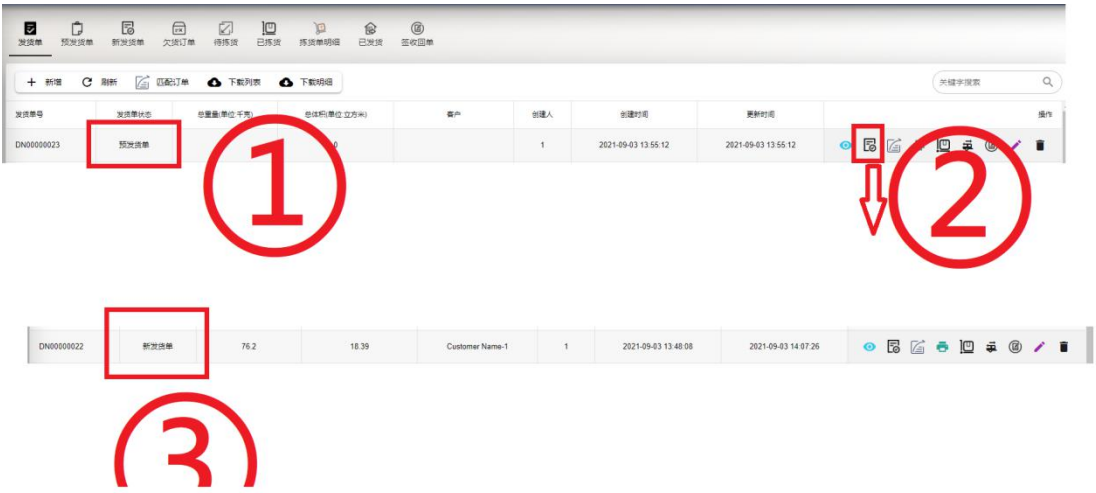 发货单 预发货单 新发货单 欠货订单 待拣货 已拣货 拣货单明细 已发货 签收回单
+ 新增 刷新 匹配订单 下载列表 下载明细 关键字搜索
发货单号 发货单状态 总重量(单位 千克) 总体积(单位 立方米) 客户 创建人 创建时间 更新时间 操作
DN00000023 预发货单 0 1 2021-09-03 13:55:12 2021-09-03 13:55:12
1
2
DN00000022 新发货单 76.2 18.39 Customer Name-1 1 2021-09-03 13:48:08 2021-09-03 14:07:26
3